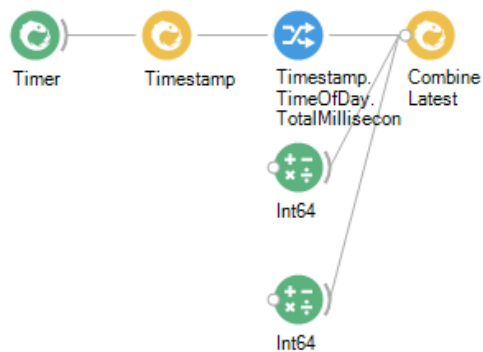 Timer
Timestamp
Timestamp.
TimeOfDay.
TotalMillisecon
Combine
Latest
Int64
Int64